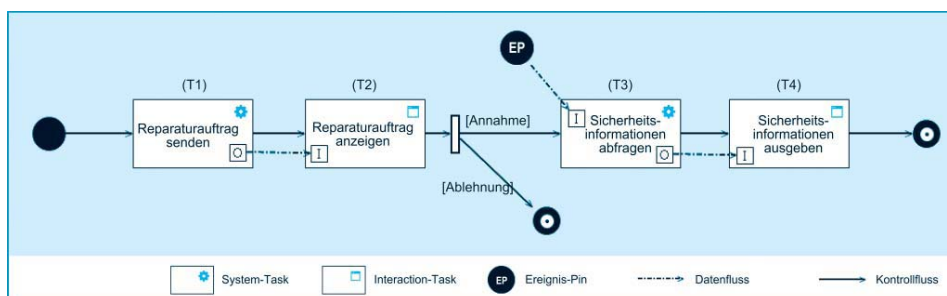 EP
(T1)
(T2)
(T3)
(T4)
Reparaturauftrag
senden
O
Reparaturauftrag
anzeigen
I
[Annahme]
[Ablehnung]
I
Sicherheits-
informationen
abfragen
O
Sicherheits-
informationen
ausgeben
I
System-Task
Interaction-Task
EP
Ereignis-Pin
Datenfluss
Kontrollfluss